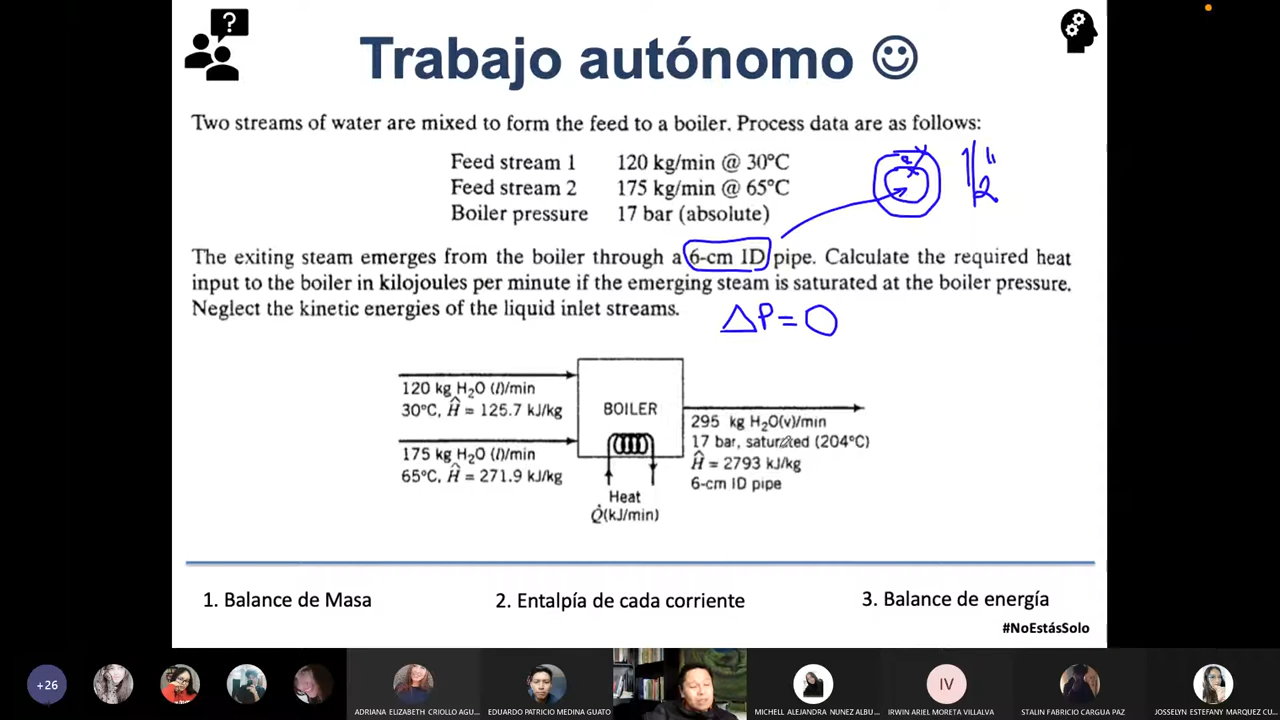 ?
Trabajo autónomo
Two streams of water are mixed to form the feed to a boiler. Process data are as follows:
Feed stream 1 120 kg/min @ 30°C
Feed stream 2 175 kg/min @ 65°C
Boiler pressure 17 bar (absolute)
The exiting steam emerges from the boiler through a 6-cm ID pipe. Calculate the required heat
input to the boiler in kilojoules per minute if the emerging steam is saturated at the boiler pressure.
Neglect the kinetic energies of the liquid inlet streams.
ΔP=0
120 kg H₂O (l)/min
30°C, Ĥ = 125.7 kJ/kg
BOILER
175 kg H₂O (l)/min
65°C, Ĥ = 271.9 kJ/kg
295 kg H₂O(v)/min
17 bar, saturated (204°C)
Ĥ = 2793 kJ/kg
6-cm ID pipe
Heat
Q̇(kJ/min)
1. Balance de Masa 2. Entalpía de cada corriente 3. Balance de energía
#NoEstásSolo
+26
ADRIANA ELIZABETH CRIOLLO AGU...
EDUARDO PATRICIO MEDINA GUATO
MICHELL ALEJANDRA NUNEZ ALBU...
IV
IRWIN ARIEL MORETA VILLALVA
STALIN FABRICIO CARGUA PAZ
JOSSELYN ESTEFANY MARQUEZ CU...